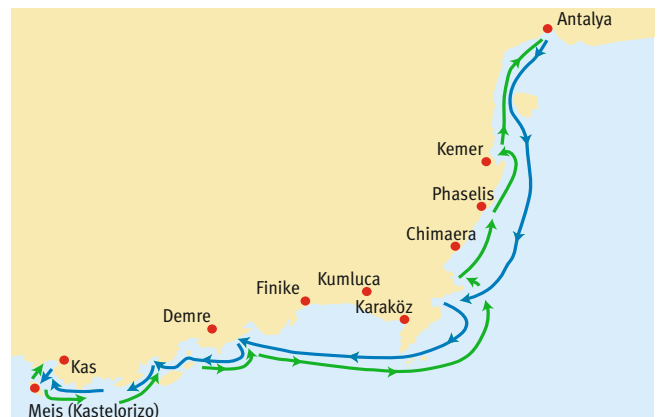 Antalya
Kemer
Phaselis
Chimaera
Kumluca
Finike
Karaköz
Demre
Kas
Meis (Kastelorizo)